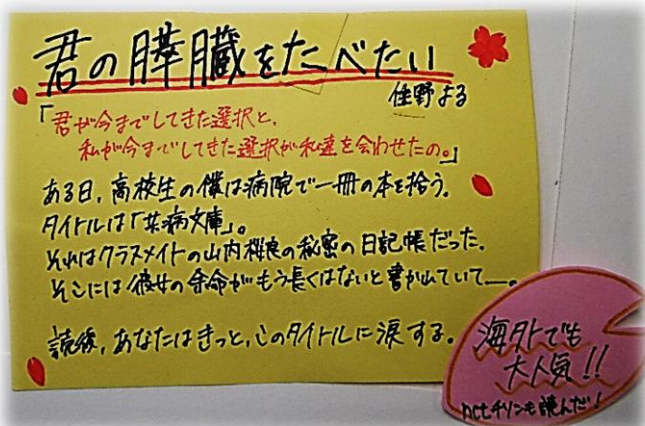 君の膵臓をたべたい
住野よる
「君が今までしてきた選択と、
私が今までしてきた選択が私達を会わせたの。」
ある日、高校生の僕は病院で一冊の本を拾う。
タイトルは「共病文庫」。
それはクラスメイトの山内桜良の秘密の日記帳だった。
そこには彼女の余命がもう長くはないと書かれていて―。
読後、あなたはきっと、このタイトルに涙する。
海外でも
大人気!!
nctチソンも読んだ!